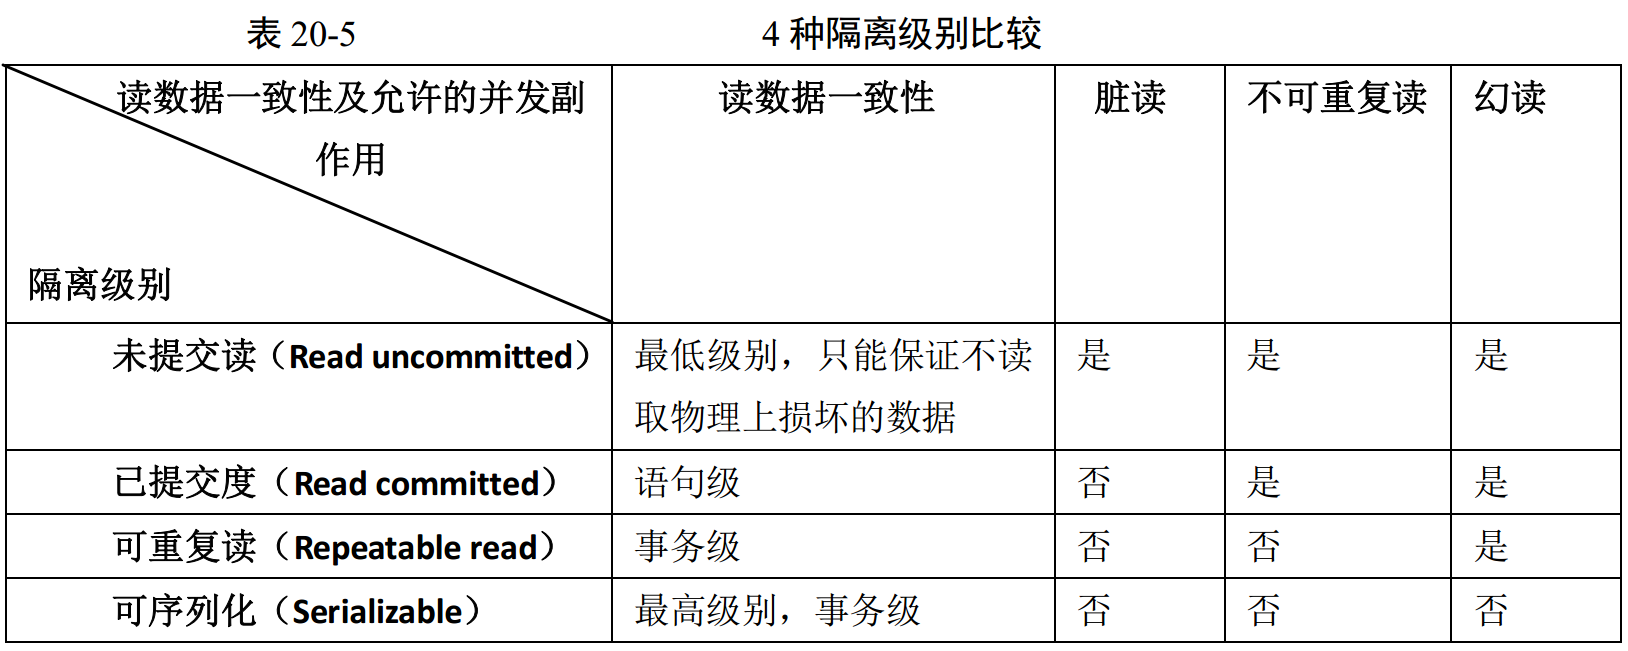 表 20-5 4 种隔离级别比较
读数据一致性及允许的并发副 读数据一致性 脏读 不可重复读 幻读
作用
隔离级别
未提交读（Read uncommitted） 最低级别，只能保证不读 是 是 是
取物理上损坏的数据
已提交度（Read committed） 语句级 否 是 是
可重复读（Repeatable read） 事务级 否 否 是
可序列化（Serializable） 最高级别，事务级 否 否 否